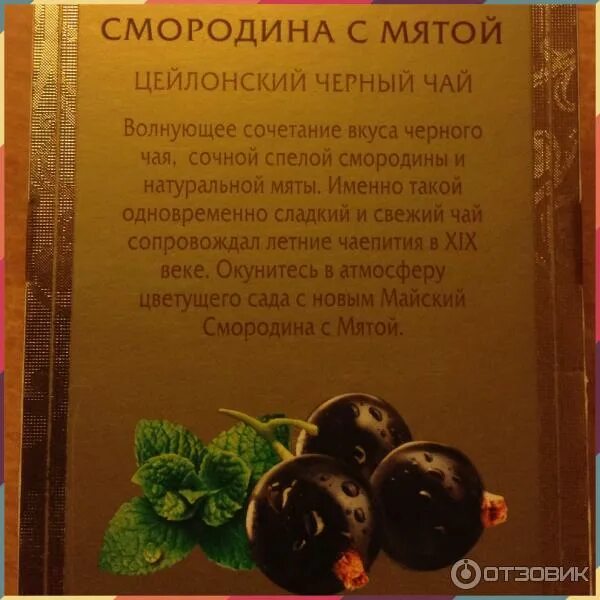 СМОРОДИНА С МЯТОЙ
ЦЕЙЛОНСКИЙ ЧЕРНЫЙ ЧАЙ
Волнующее сочетание вкуса черного
чая, сочной спелой смородины и
натуральной мяты. Именно такой
одновременно сладкий и свежий чай
сопровождал летние чаепития в XIX
веке. Окунитесь в атмосферу
цветущего сада с новым Майский
Смородина с Мятой.
ОТЗОВИК